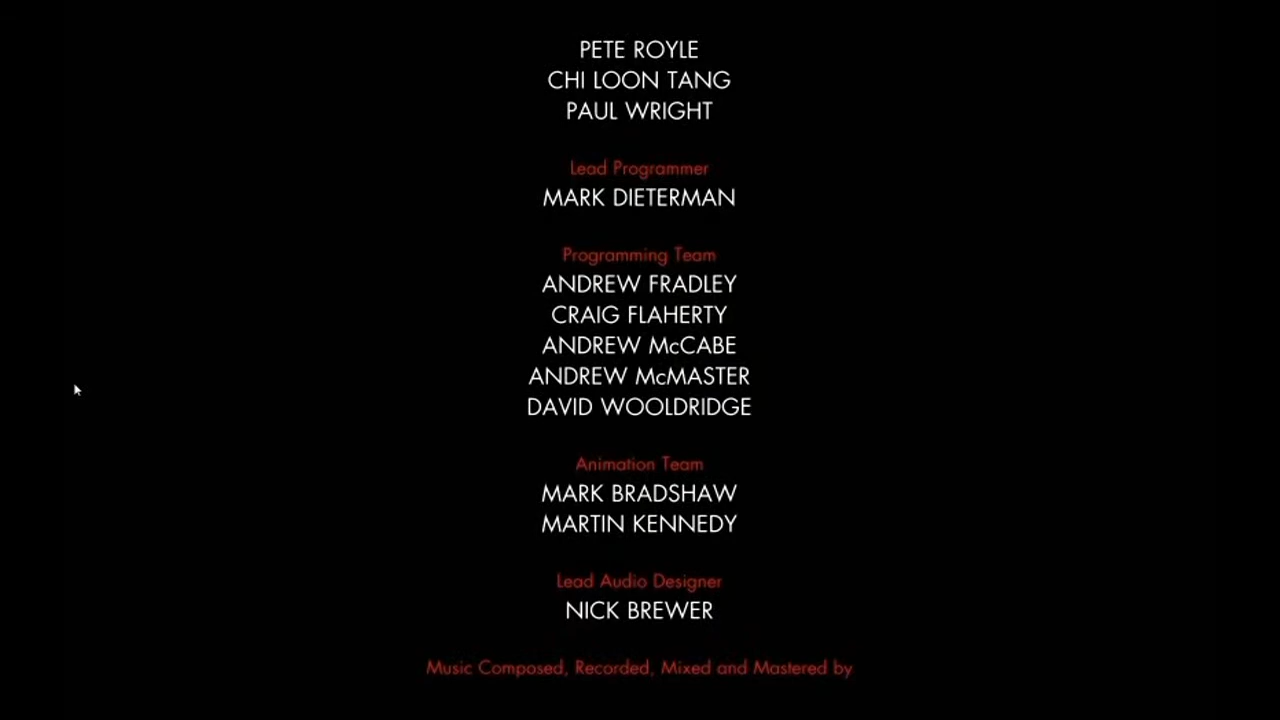 PETE ROYLE
CHI LOON TANG
PAUL WRIGHT
Lead Programmer
MARK DIETERMAN
Programming Team
ANDREW FRADLEY
CRAIG FLAHERTY
ANDREW McCABE
ANDREW McMASTER
DAVID WOOLDRIDGE
Animation Team
MARK BRADSHAW
MARTIN KENNEDY
Lead Audio Designer
NICK BREWER
Music Composed, Recorded, Mixed and Mastered by